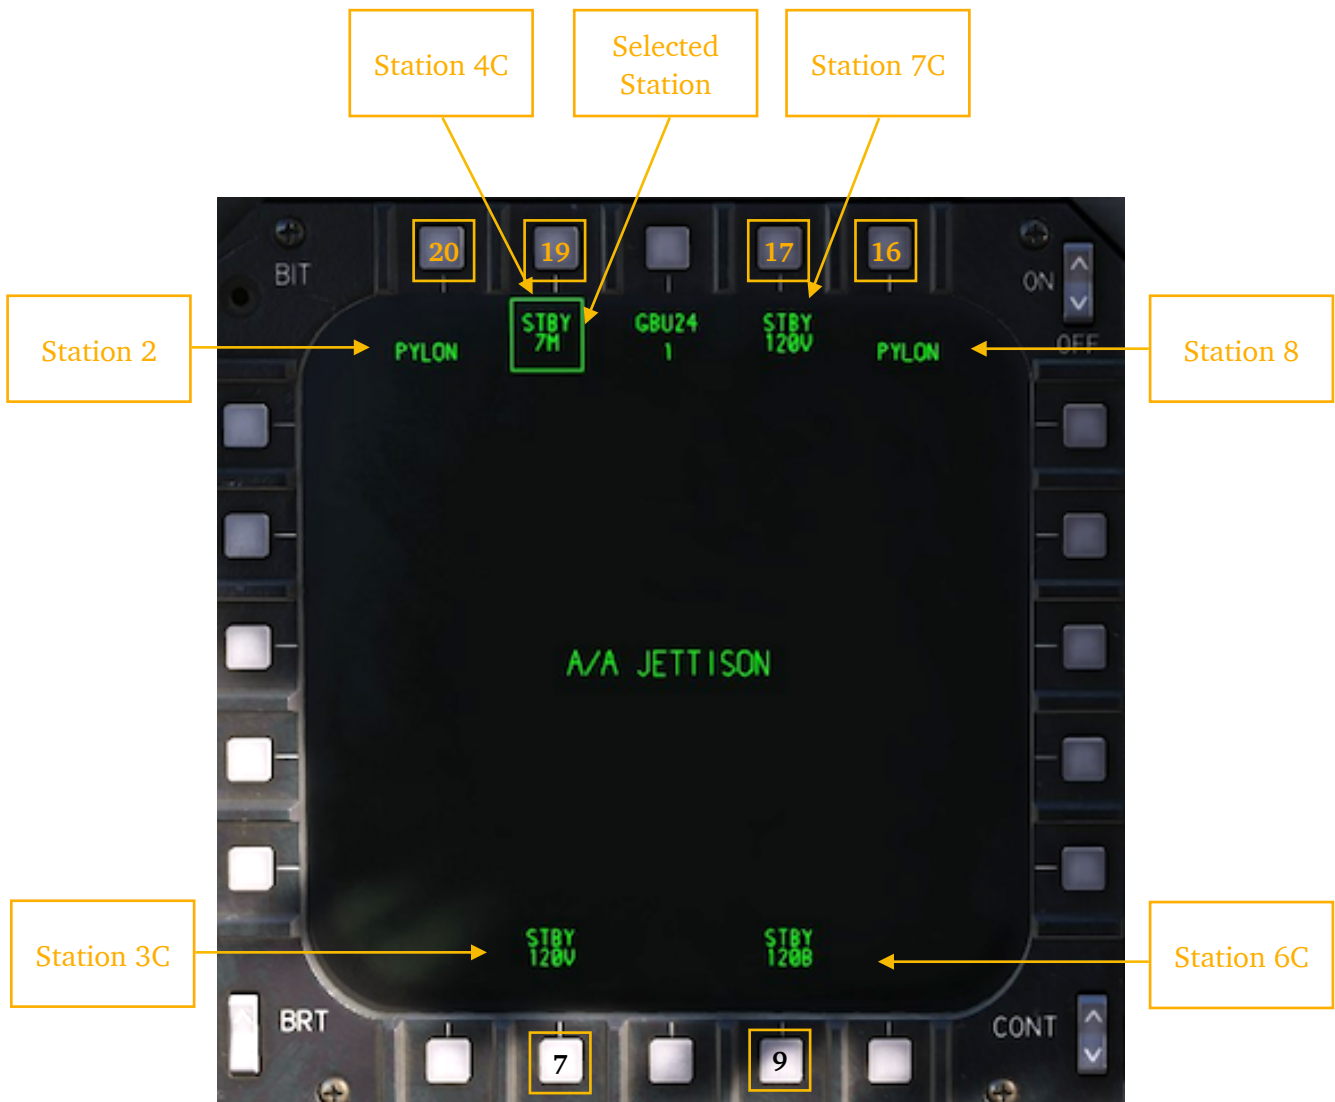 Station 4C
Selected
Station
Station 7C
20
19
17
16
BIT
ON
OFF
STBY
7M
GBU24
1
STBY
120V
PYLON
PYLON
Station 2
Station 8
A/A JETTISON
Station 3C
STBY
120V
STBY
120B
Station 6C
BRT
CONT
7
9